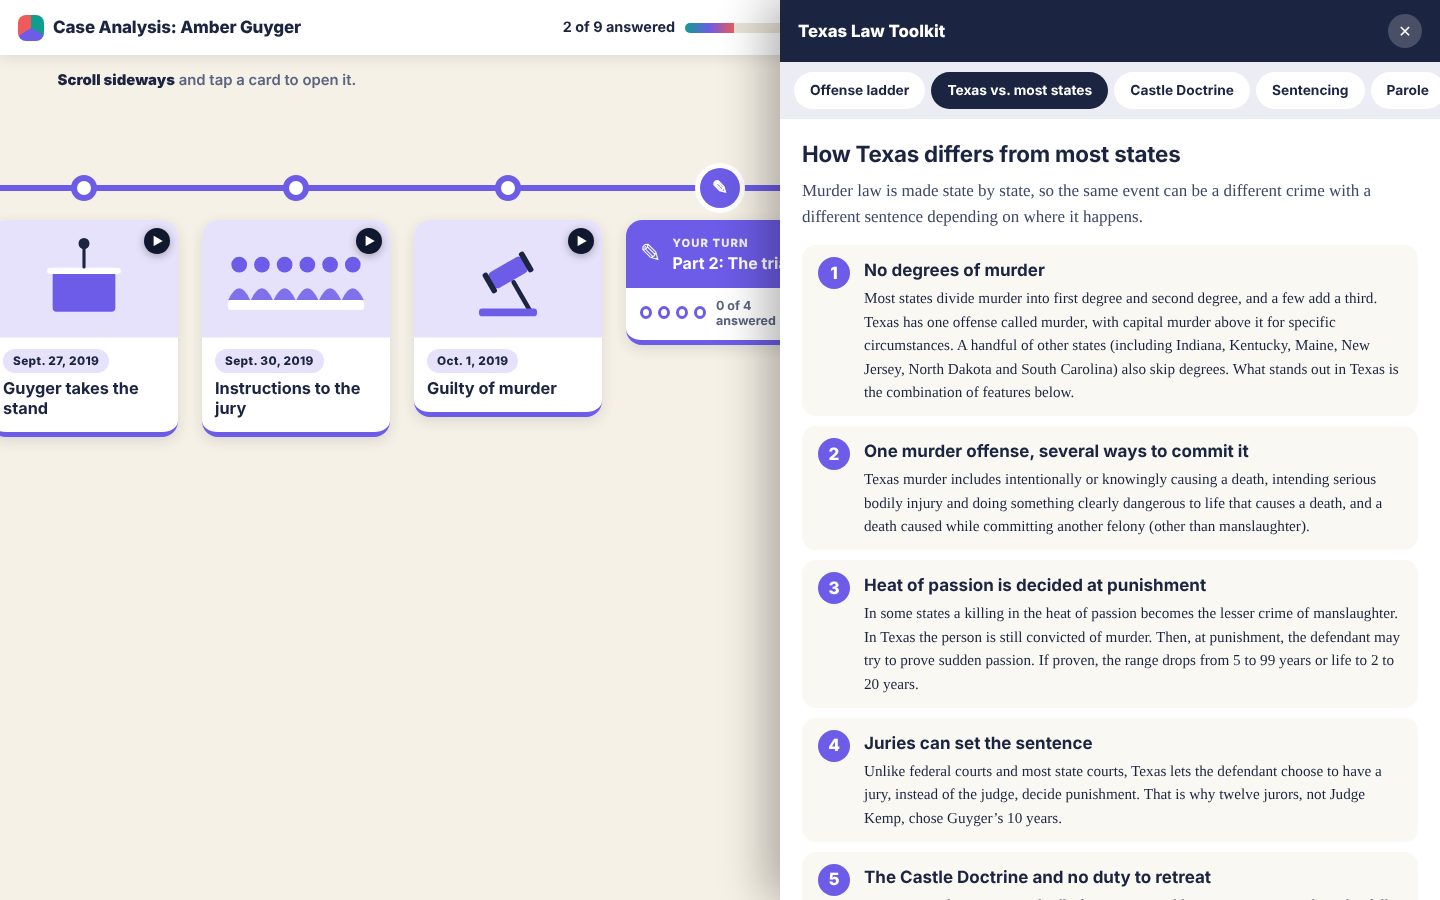 Case Analysis: Amber Guyger
2 of 9 answered
Scroll sideways and tap a card to open it.
Sept. 27, 2019
Guyger takes the
stand
Sept. 30, 2019
Instructions to the
jury
Oct. 1, 2019
Guilty of murder
YOUR TURN
Part 2: The tria
0 of 4
answered
Texas Law Toolkit
Offense ladder
Texas vs. most states
Castle Doctrine
Sentencing
Parole
How Texas differs from most states
Murder law is made state by state, so the same event can be a different crime with a
different sentence depending on where it happens.
1
No degrees of murder
Most states divide murder into first degree and second degree, and a few add a third.
Texas has one offense called murder, with capital murder above it for specific
circumstances. A handful of other states (including Indiana, Kentucky, Maine, New
Jersey, North Dakota and South Carolina) also skip degrees. What stands out in Texas is
the combination of features below.
2
One murder offense, several ways to commit it
Texas murder includes intentionally or knowingly causing a death, intending serious
bodily injury and doing something clearly dangerous to life that causes a death, and a
death caused while committing another felony (other than manslaughter).
3
Heat of passion is decided at punishment
In some states a killing in the heat of passion becomes the lesser crime of manslaughter.
In Texas the person is still convicted of murder. Then, at punishment, the defendant may
try to prove sudden passion. If proven, the range drops from 5 to 99 years or life to 2 to
20 years.
4
Juries can set the sentence
Unlike federal courts and most state courts, Texas lets the defendant choose to have a
jury, instead of the judge, decide punishment. That is why twelve jurors, not Judge
Kemp, chose Guyger’s 10 years.
5
The Castle Doctrine and no duty to retreat